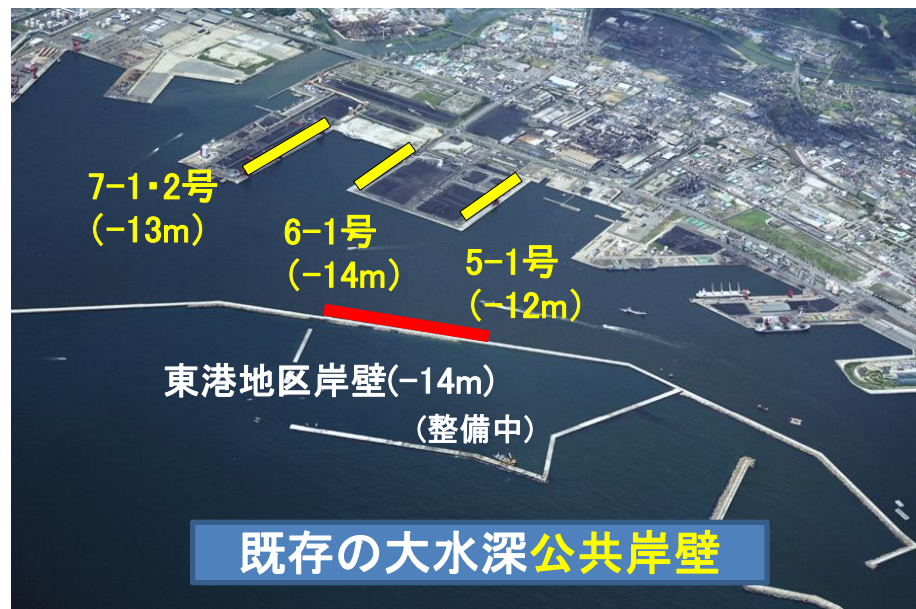 7-1・2号
(-13m)
6-1号
(-14m)
5-1号
(-12m)
東港地区岸壁(-14m)
(整備中)
既存の大水深公共岸壁